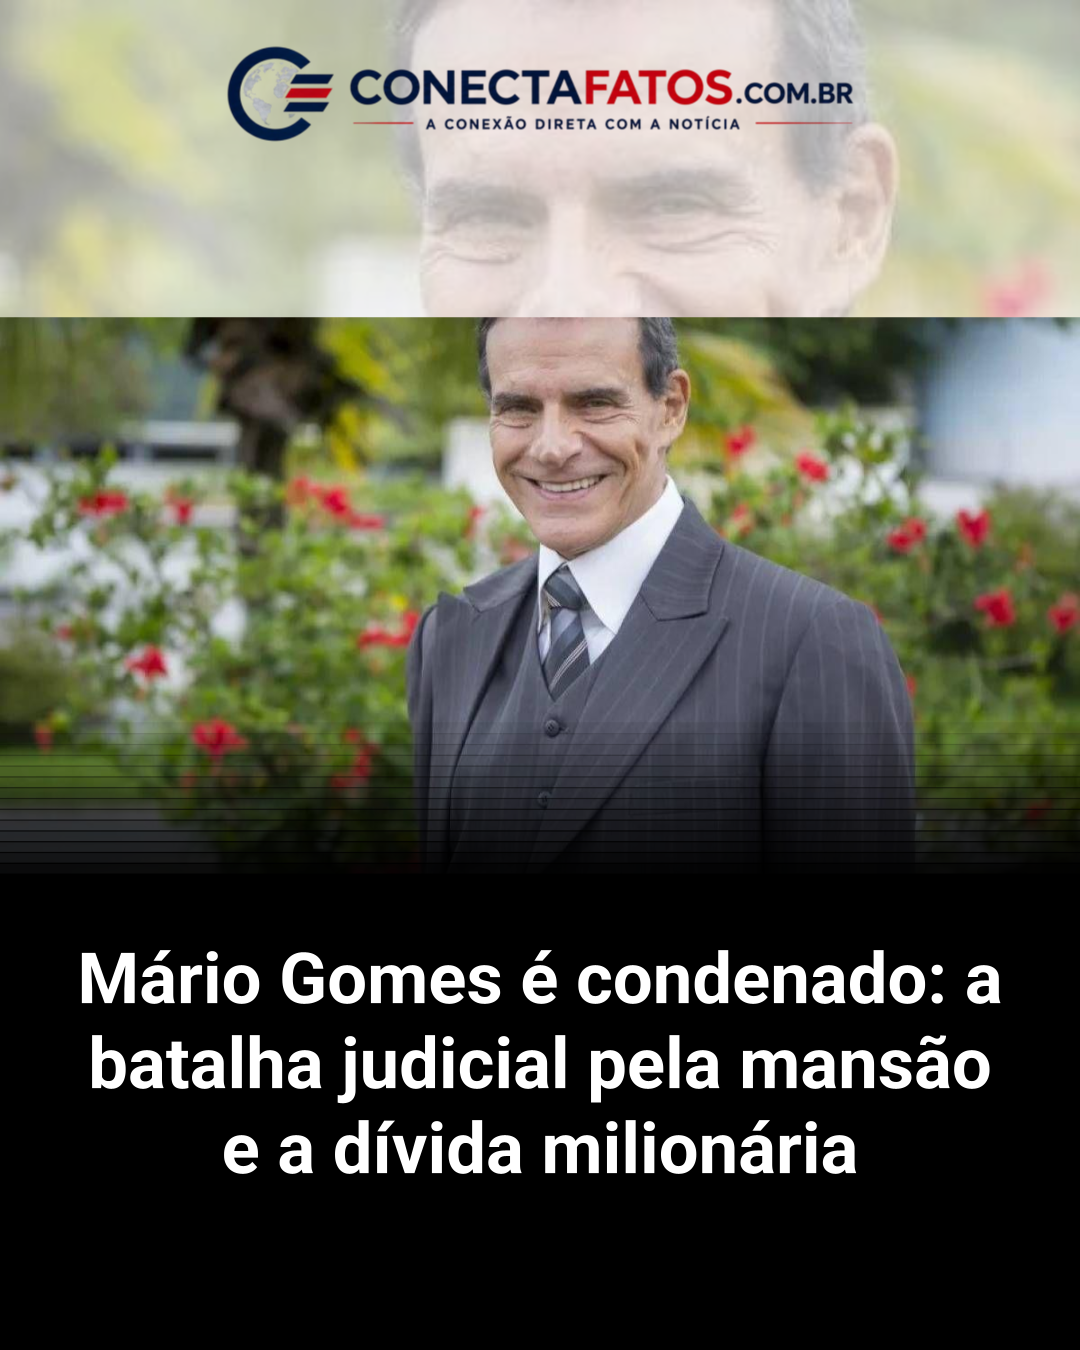 CONECTAFATOS.COM.BR
A CONEXÃO DIRETA COM A NOTÍCIA
Mário Gomes é condenado: a
batalha judicial pela mansão
e a dívida milionária